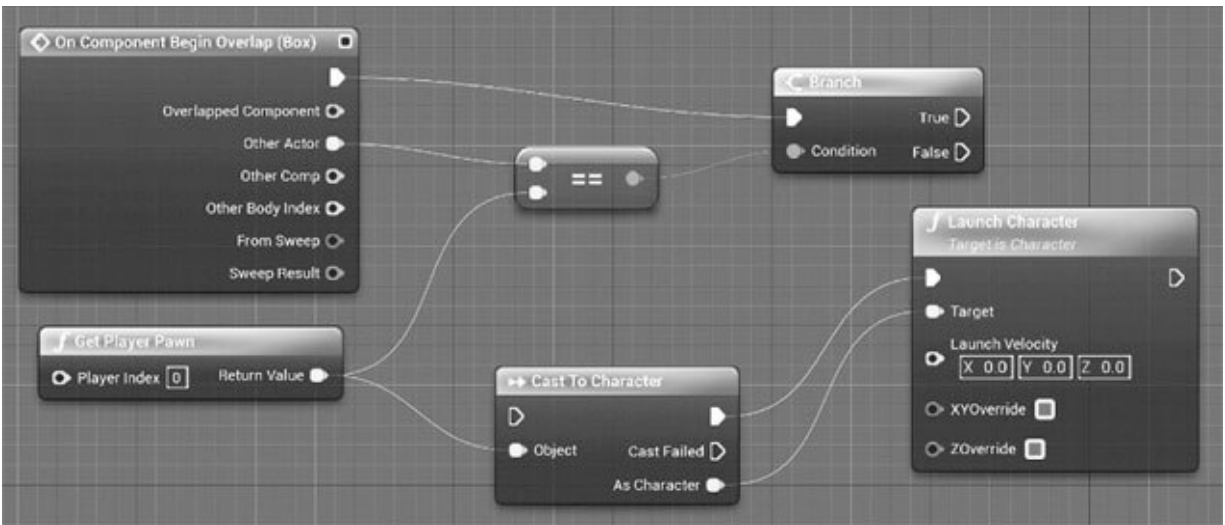 On Component Begin Overlap (Box)
Overlapped Component
Other Actor
Other Comp
Other Body Index
From Sweep
Sweep Result
==
Branch
True
Condition
False
Launch Character
Target is Character
Target
Launch Velocity
X 0.0 Y 0.0 Z 0.0
XYOverride
ZOverride
Get Player Pawn
Player Index 0
Return Value
Cast To Character
Object
Cast Failed
As Character